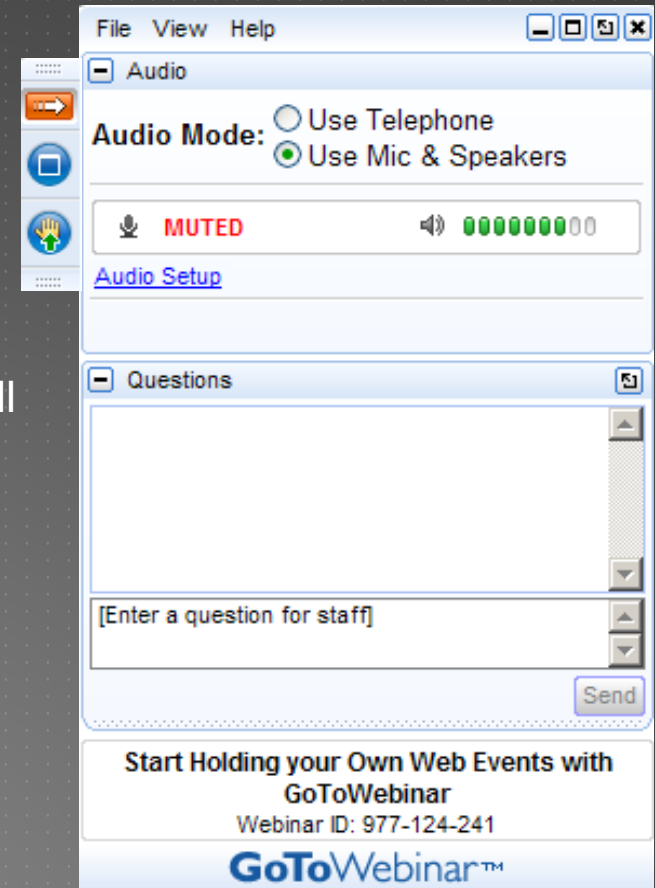 File View Help
Audio
Audio Mode:
Use Telephone
Use Mic & Speakers
MUTED
Audio Setup
ll
Questions
[Enter a question for staff]
Send
Start Holding your Own Web Events with
GoToWebinar
Webinar ID: 977-124-241
GoToWebinar™